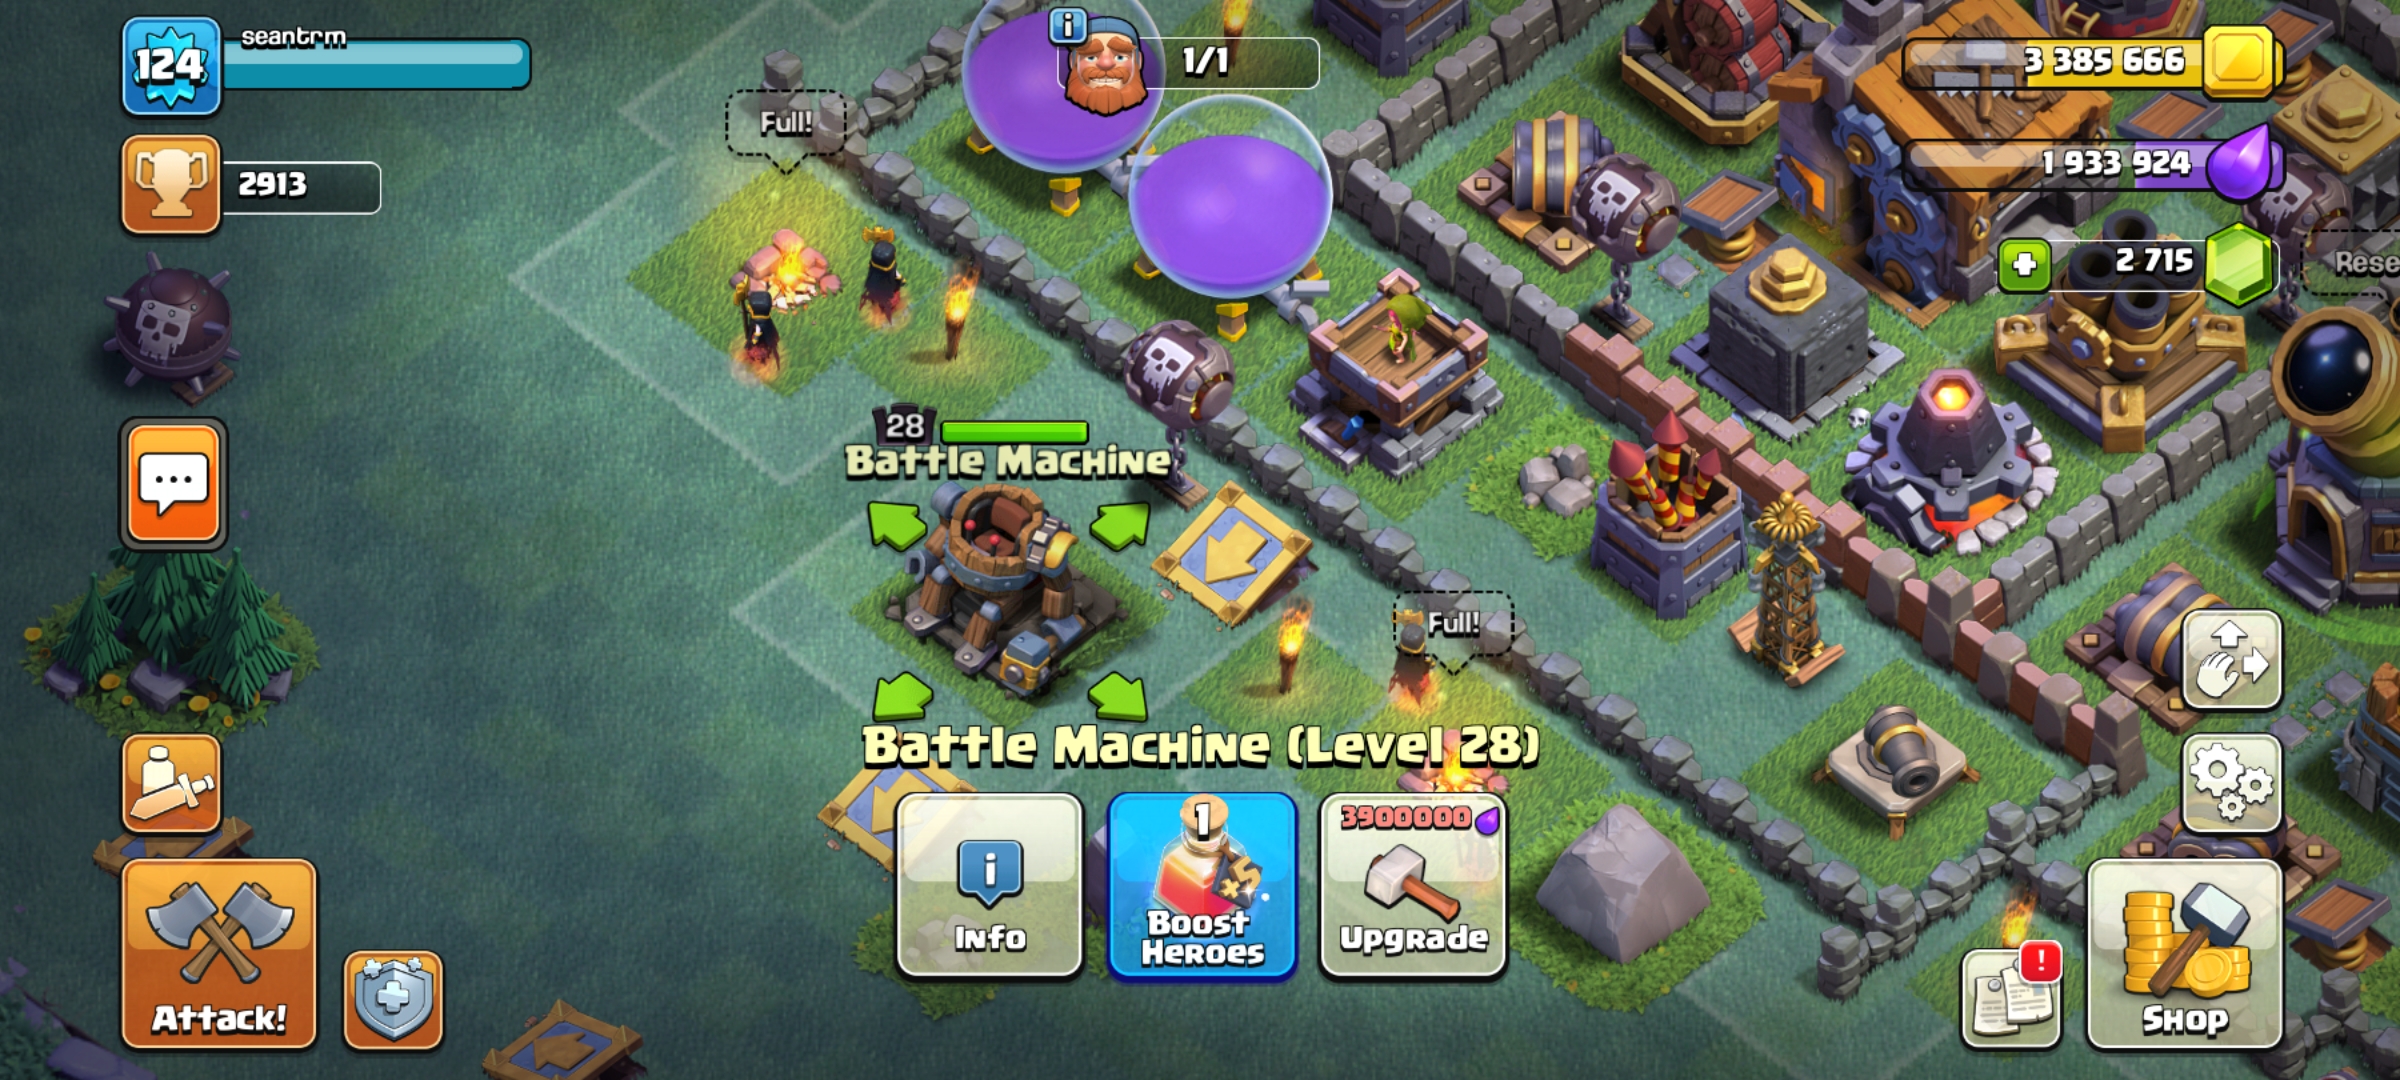 seantrm
124
1/1
3 385 666
Full!
1 933 924
2913
2 715
Rese
28
Battle Machine
Full!
Battle Machine (Level 28)
1
3900000
x5
Info
Boost
Heroes
Upgrade
Attack!
!
Shop